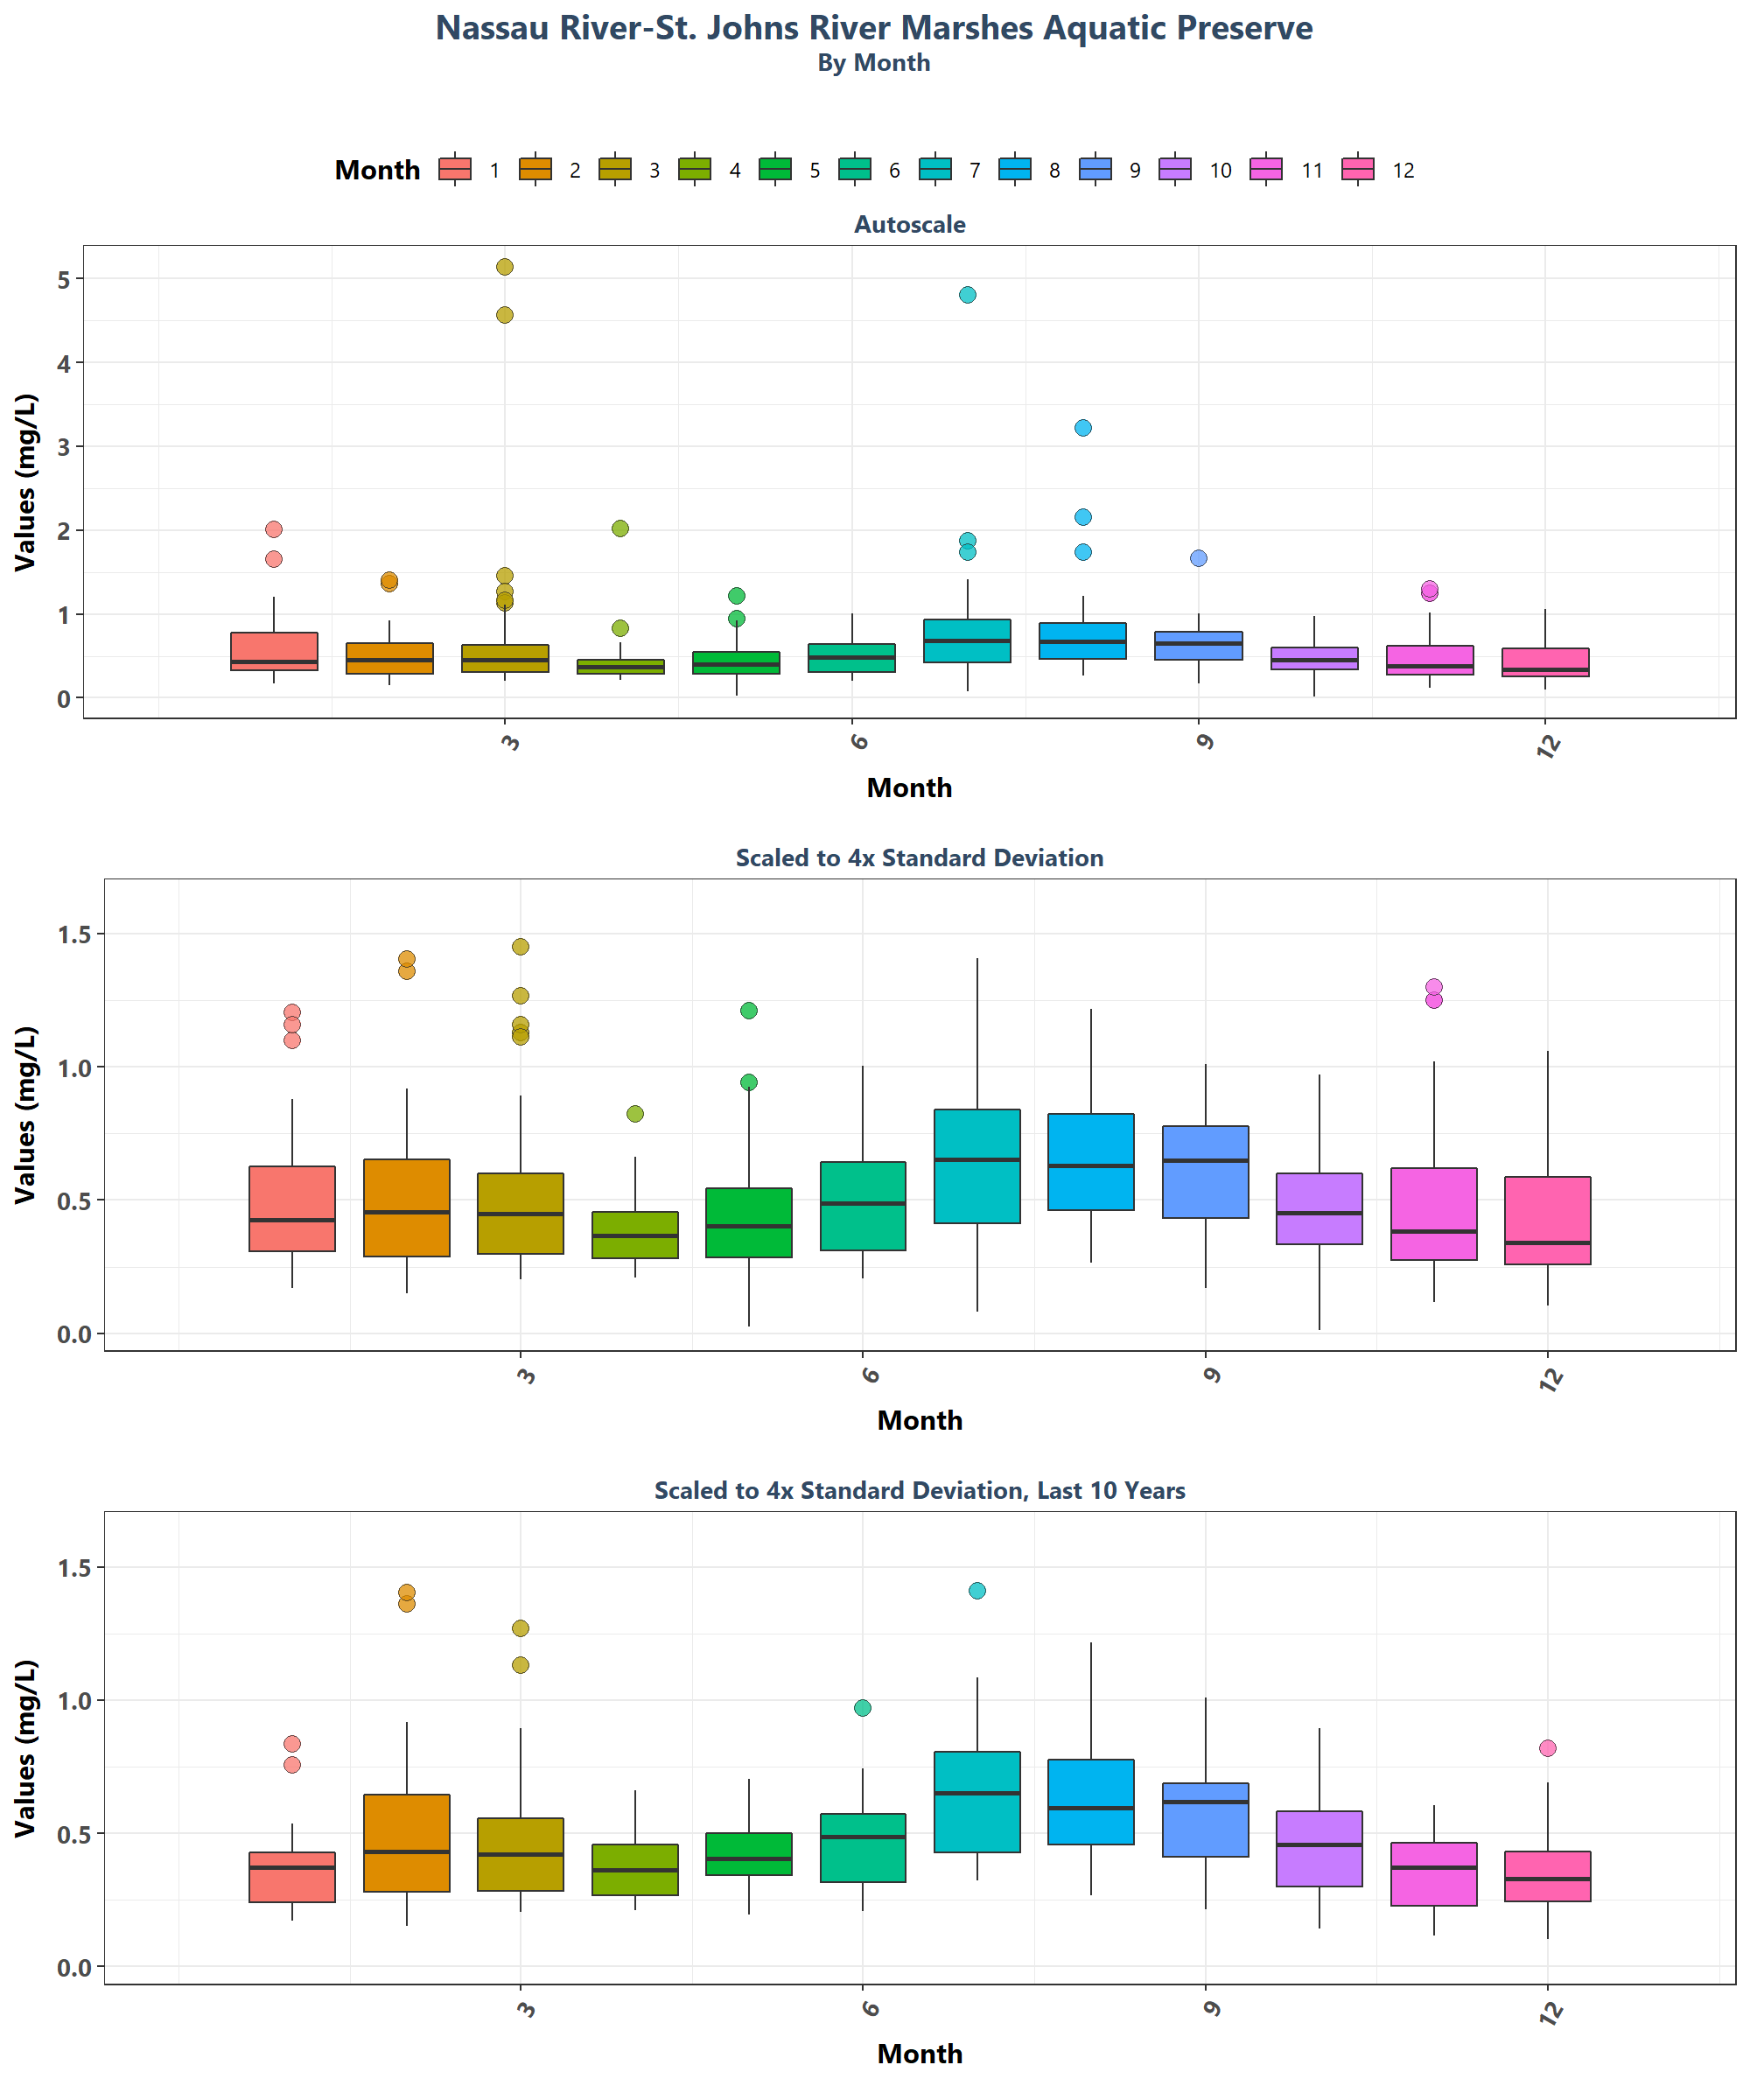 Nassau River-St. Johns River Marshes Aquatic Preserve
By Month
Month 1 2 3 4 5 6 7 8 9 10 11 12
Autoscale
Values (mg/L)
5
4
3
2
1
0
3 6 9 12
Month
Scaled to 4x Standard Deviation
Values (mg/L)
1.5
1.0
0.5
0.0
3 6 9 12
Month
Scaled to 4x Standard Deviation, Last 10 Years
Values (mg/L)
1.5
1.0
0.5
0.0
3 6 9 12
Month